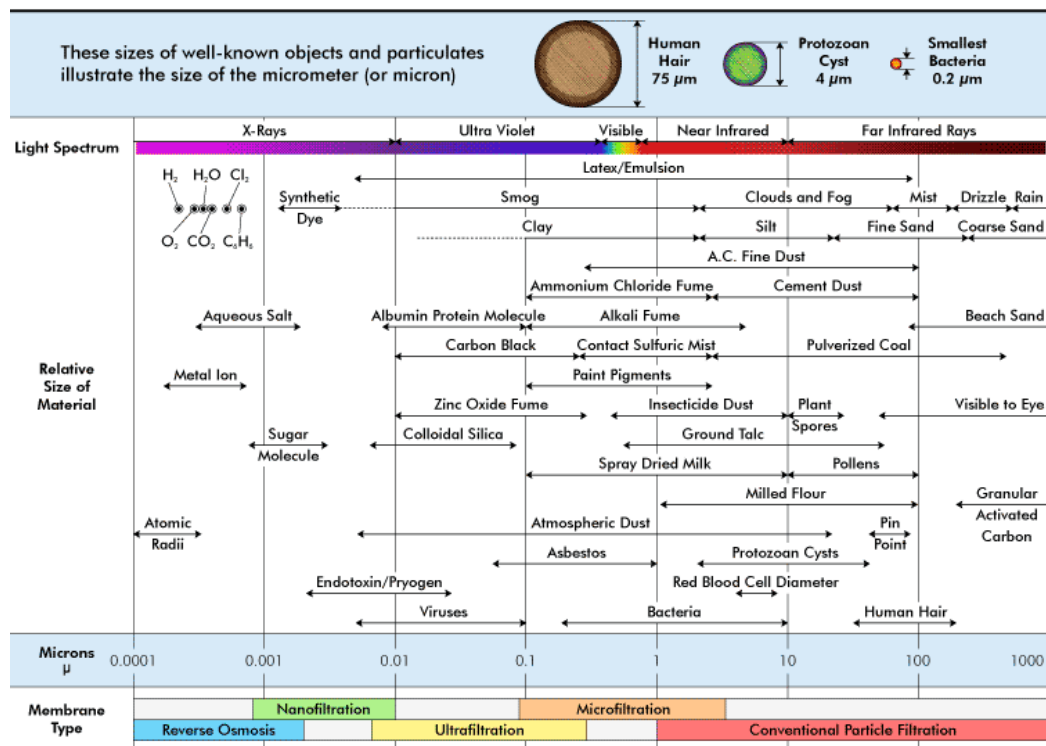 These sizes of well-known objects and particulates
illustrate the size of the micrometer (or micron)
Human
Hair
75 µm
Protozoan
Cyst
4 µm
Smallest
Bacteria
0.2 µm
Light Spectrum
X-Rays
Ultra Violet
Visible
Near Infrared
Far Infrared Rays
Latex/Emulsion
H₂ H₂O Cl₂
O₂ CO₂ C₆H₆
Synthetic
Dye
Smog
Clouds and Fog
Mist
Drizzle
Rain
Clay
Silt
Fine Sand
Coarse Sand
A.C. Fine Dust
Ammonium Chloride Fume
Cement Dust
Relative
Size of
Material
Aqueous Salt
Albumin Protein Molecule
Alkali Fume
Beach Sand
Carbon Black
Contact Sulfuric Mist
Pulverized Coal
Metal Ion
Paint Pigments
Zinc Oxide Fume
Insecticide Dust
Plant
Spores
Visible to Eye
Sugar
Molecule
Colloidal Silica
Ground Talc
Spray Dried Milk
Pollens
Milled Flour
Granular
Activated
Carbon
Atomic
Radii
Atmospheric Dust
Pin
Point
Asbestos
Protozoan Cysts
Endotoxin/Pryogen
Red Blood Cell Diameter
Viruses
Bacteria
Human Hair
Microns
µ
0.0001 0.001 0.01 0.1 1 10 100 1000
Membrane
Type
Nanofiltration
Microfiltration
Reverse Osmosis
Ultrafiltration
Conventional Particle Filtration